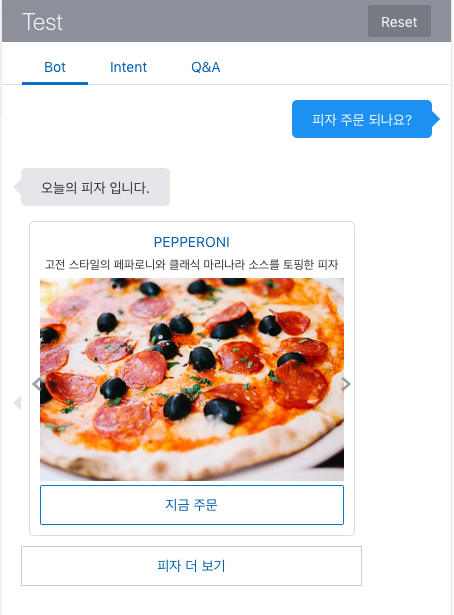 Test
Reset
Bot
Intent
Q&A
피자 주문 되나요?
오늘의 피자 입니다.
PEPPERONI
고전 스타일의 페파로니와 클래식 마리나라 소스를 토핑한 피자
지금 주문
피자 더 보기